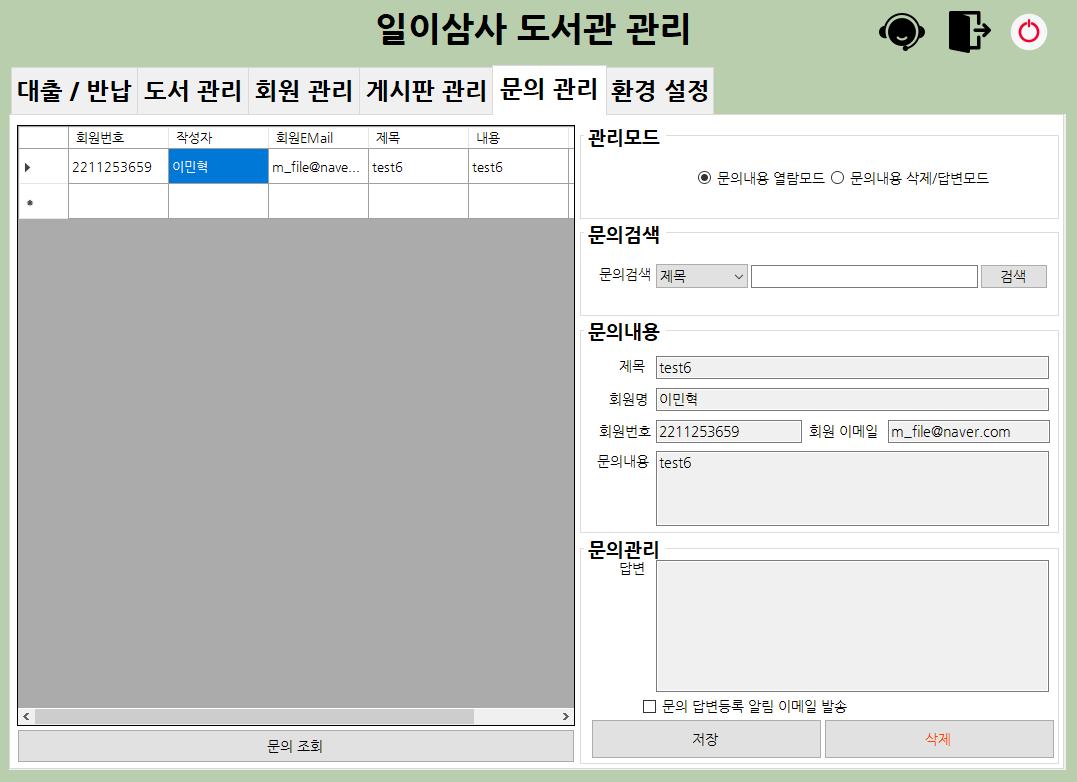 일이삼사 도서관 관리
대출 / 반납 도서 관리 회원 관리 게시판 관리 문의 관리 환경 설정
회원번호 작성자 회원EMail 제목 내용
2211253659 이민혁 m_file@nave... test6 test6
관리모드
문의내용 열람모드 문의내용 삭제/답변모드
문의검색
문의검색 제목 검색
문의내용
제목 test6
회원명 이민혁
회원번호 2211253659 회원 이메일 m_file@naver.com
문의내용 test6
문의관리
답변
문의 답변등록 알림 이메일 발송
저장 삭제
문의 조회